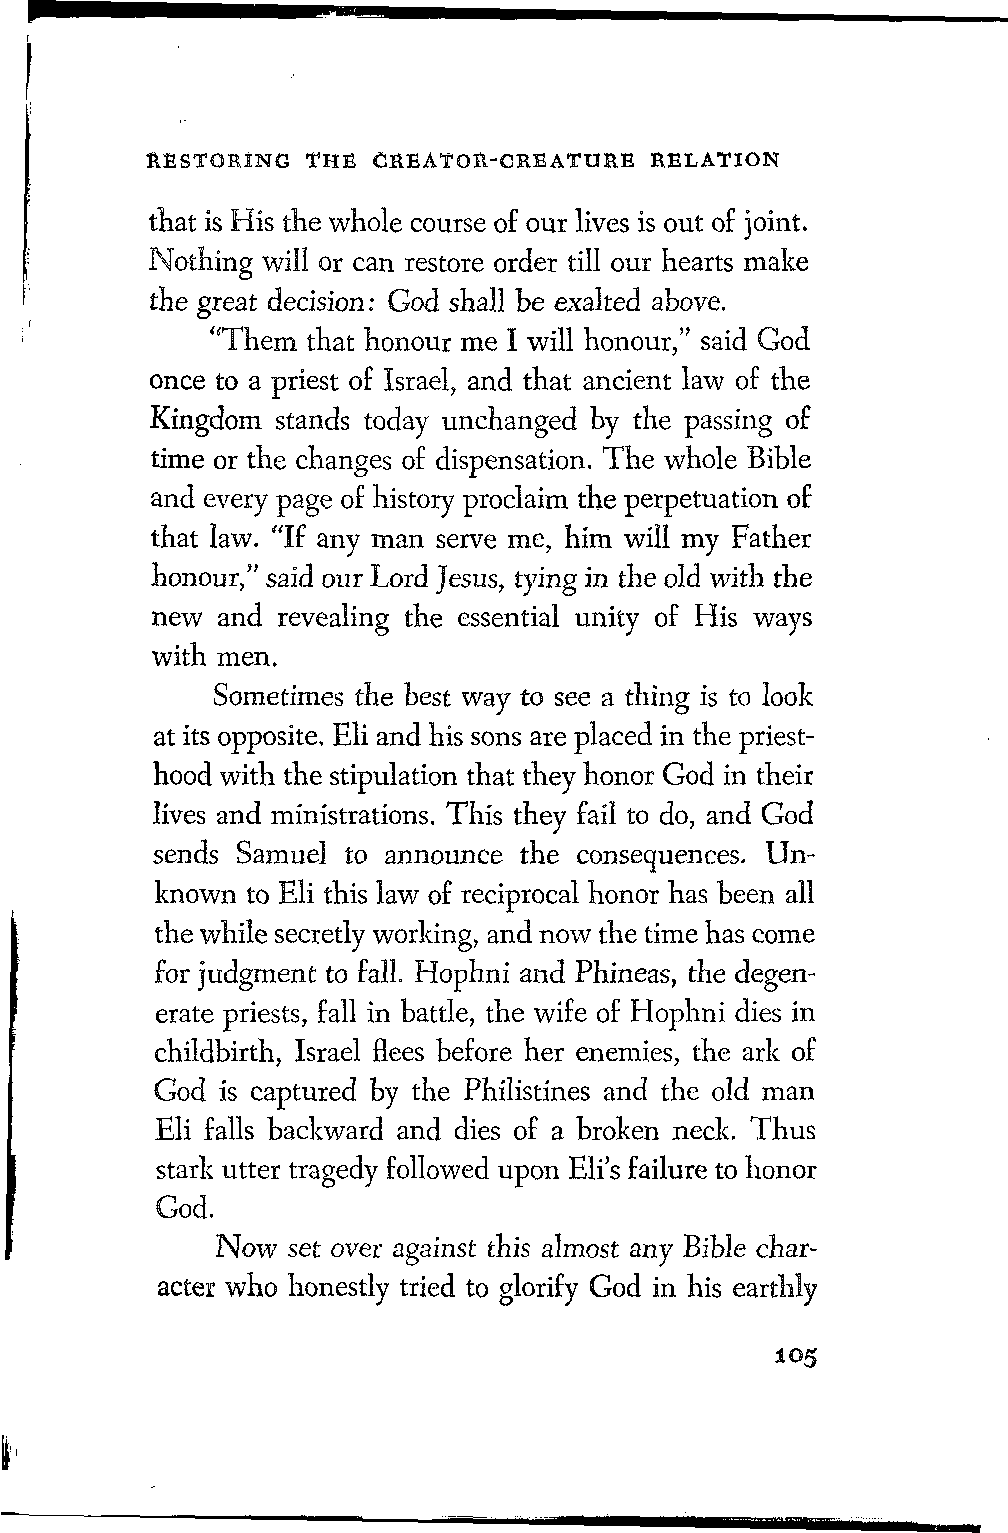 RESTORING THE CREATOR-CREATURE RELATION
that is His the whole course of our lives is out of joint.
Nothing will or can restore order till our hearts make
the great decision: God shall be exalted above.
"Them that honour me I will honour," said God
once to a priest of Israel, and that ancient law of the
Kingdom stands today unchanged by the passing of
time or the changes of dispensation. The whole Bible
and every page of history proclaim the perpetuation of
that law. "If any man serve me, him will my Father
honour," said our Lord Jesus, tying in the old with the
new and revealing the essential unity of His ways
with men.
Sometimes the best way to see a thing is to look
at its opposite. Eli and his sons are placed in the priest-
hood with the stipulation that they honor God in their
lives and ministrations. This they fail to do, and God
sends Samuel to announce the consequences. Un-
known to Eli this law of reciprocal honor has been all
the while secretly working, and now the time has come
for judgment to fall. Hophni and Phineas, the degen-
erate priests, fall in battle, the wife of Hophni dies in
childbirth, Israel flees before her enemies, the ark of
God is captured by the Philistines and the old man
Eli falls backward and dies of a broken neck. Thus
stark utter tragedy followed upon Eli's failure to honor
God.
Now set over against this almost any Bible char-
acter who honestly tried to glorify God in his earthly
105